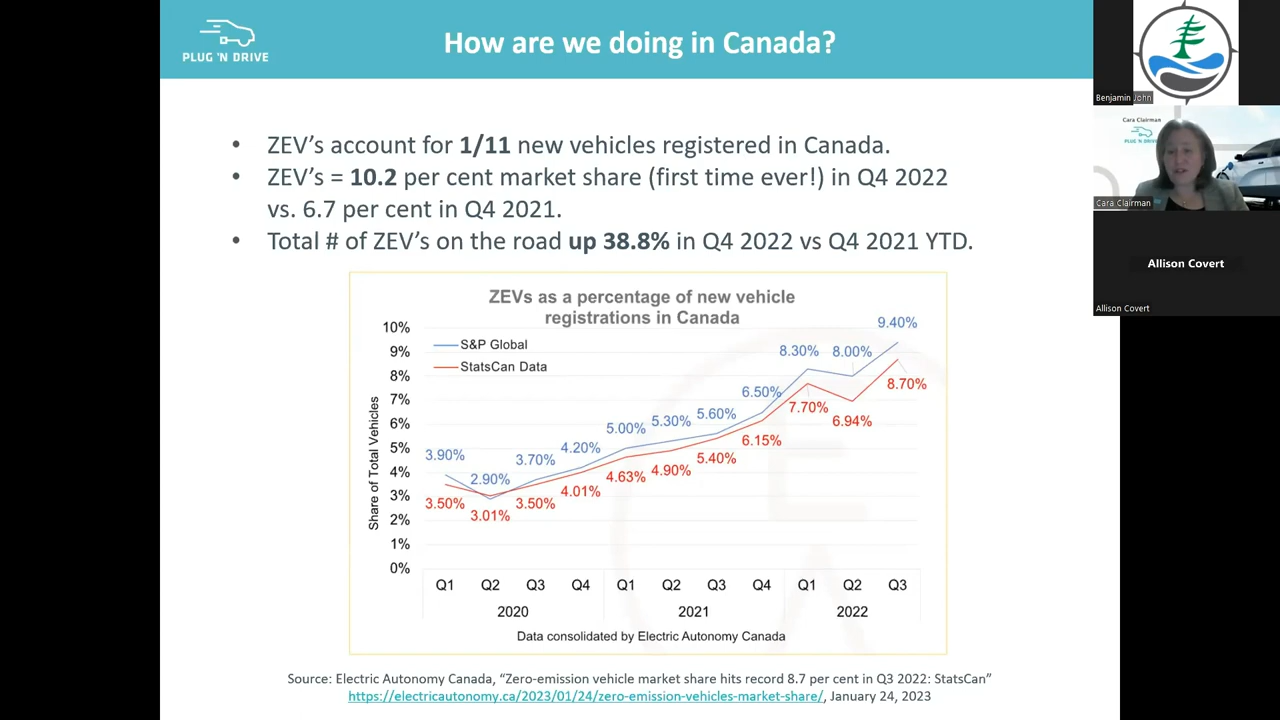 PLUG 'N DRIVE
How are we doing in Canada?
• ZEV's account for 1/11 new vehicles registered in Canada.
• ZEV's = 10.2 per cent market share (first time ever!) in Q4 2022
vs. 6.7 per cent in Q4 2021.
• Total # of ZEV's on the road up 38.8% in Q4 2022 vs Q4 2021 YTD.
ZEVs as a percentage of new vehicle
registrations in Canada
S&P Global
StatsCan Data
Share of Total Vehicles
10%
9%
8%
7%
6%
5%
4%
3%
2%
1%
0%
3.90%
2.90%
3.70%
4.20%
5.00%
5.30%
5.60%
6.50%
8.30%
8.00%
9.40%
3.50%
3.01%
3.50%
4.01%
4.63%
4.90%
5.40%
6.15%
7.70%
6.94%
8.70%
Q1 Q2 Q3 Q4 Q1 Q2 Q3 Q4 Q1 Q2 Q3
2020 2021 2022
Data consolidated by Electric Autonomy Canada
Source: Electric Autonomy Canada, “Zero-emission vehicle market share hits record 8.7 per cent in Q3 2022: StatsCan”
https://electricautonomy.ca/2023/01/24/zero-emission-vehicles-market-share/, January 24, 2023
Benjamin John
Cara Clairman
PLUG 'N DRIVE
Cara Clairman
Allison Covert
Allison Covert